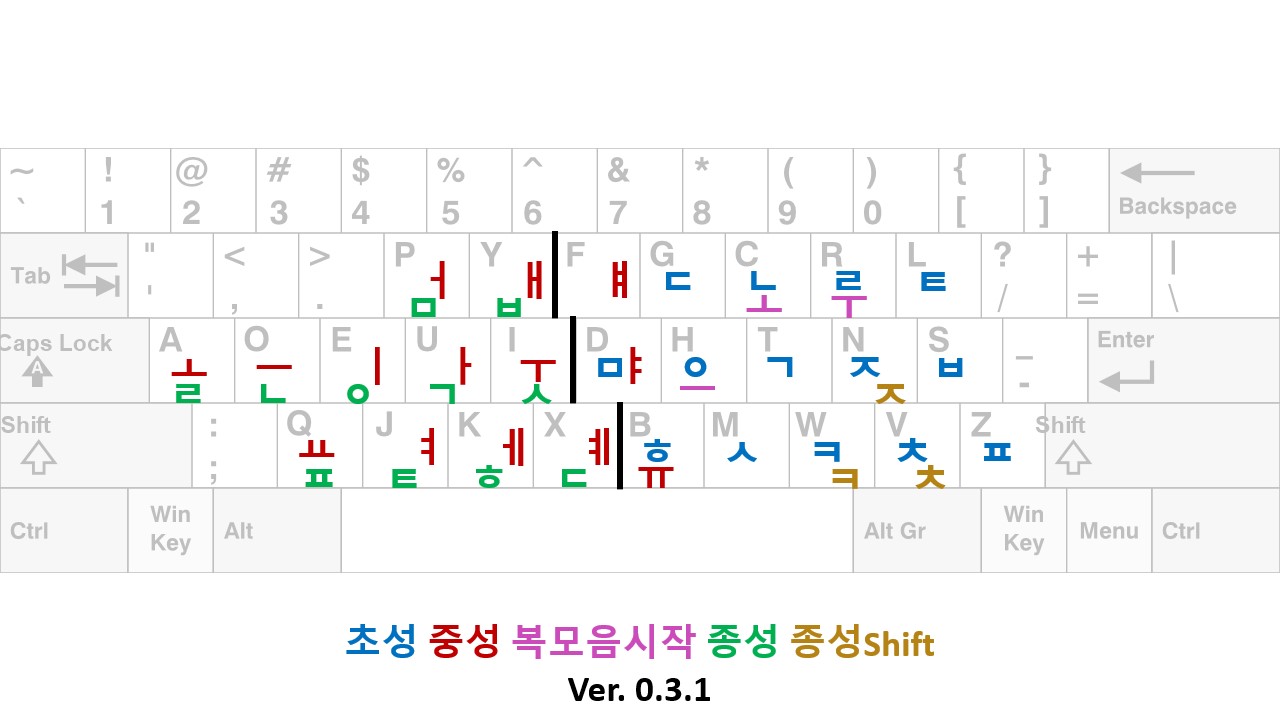 ~ ! @ # $ % ^ & * ( ) { }
` 1 2 3 4 5 6 7 8 9 0 [ ] Backspace
Tab " < > P Y F G C R L ? + |
' , . ㅓ ㅁ ㅐ ㅂ ㅒ ㄷ ㄴ ㅗ ㄹ ㅜ ㅌ / = \
Caps Lock A O E U I D H T N S _ Enter
A ㅗ ㄹ ㅡ ㄴ ㅣ ㅇ ㅏ ㄱ ㅜ ㅅ ㅁ ㅑ ㅇ ㅡ ㄱ ㅈ ㅈ ㅂ -
Shift : Q J K X B M W V Z Shift
; ㅛ ㅍ ㅕ ㅌ ㅔ ㅎ ㅖ ㄷ ㅎ ㅠ ㅅ ㅋ ㅋ ㅊ ㅊ ㅍ
Ctrl Win Key Alt Alt Gr Win Key Menu Ctrl
초성 중성 복모음시작 종성 종성Shift
Ver. 0.3.1